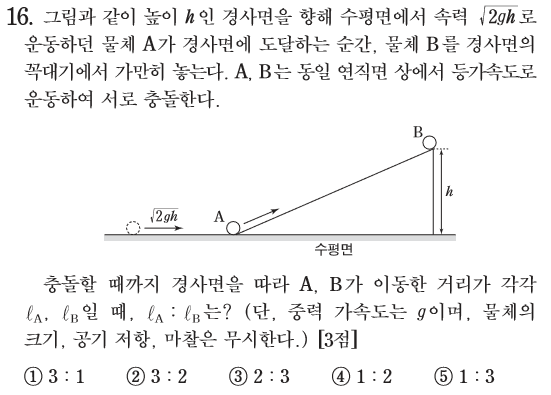 16. 그림과 같이 높이 h인 경사면을 향해 수평면에서 속력 √2gh로
운동하던 물체 A가 경사면에 도달하는 순간, 물체 B를 경사면의
꼭대기에서 가만히 놓는다. A, B는 동일 연직면 상에서 등가속도로
운동하여 서로 충돌한다.
B
√2gh
A
h
수평면
충돌할 때까지 경사면을 따라 A, B가 이동한 거리가 각각
ℓA, ℓB일 때, ℓA : ℓB는? (단, 중력 가속도는 g이며, 물체의
크기, 공기 저항, 마찰은 무시한다.) [3점]
① 3 : 1 ② 3 : 2 ③ 2 : 3 ④ 1 : 2 ⑤ 1 : 3